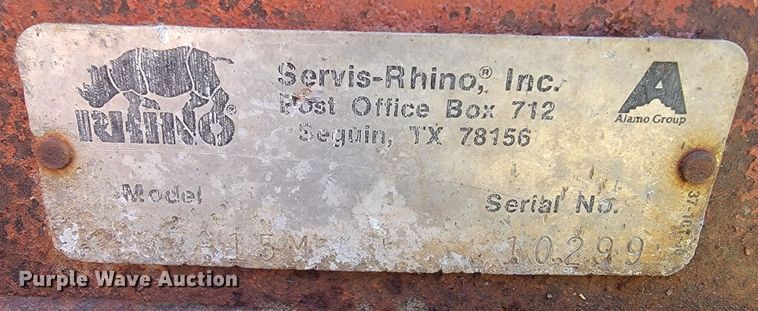 RHINO®
Servis-Rhino,® Inc.
Post Office Box 712
Seguin, TX 78156
A
Alamo Group
Model
Serial No.
15M
10299
Purple Wave Auction